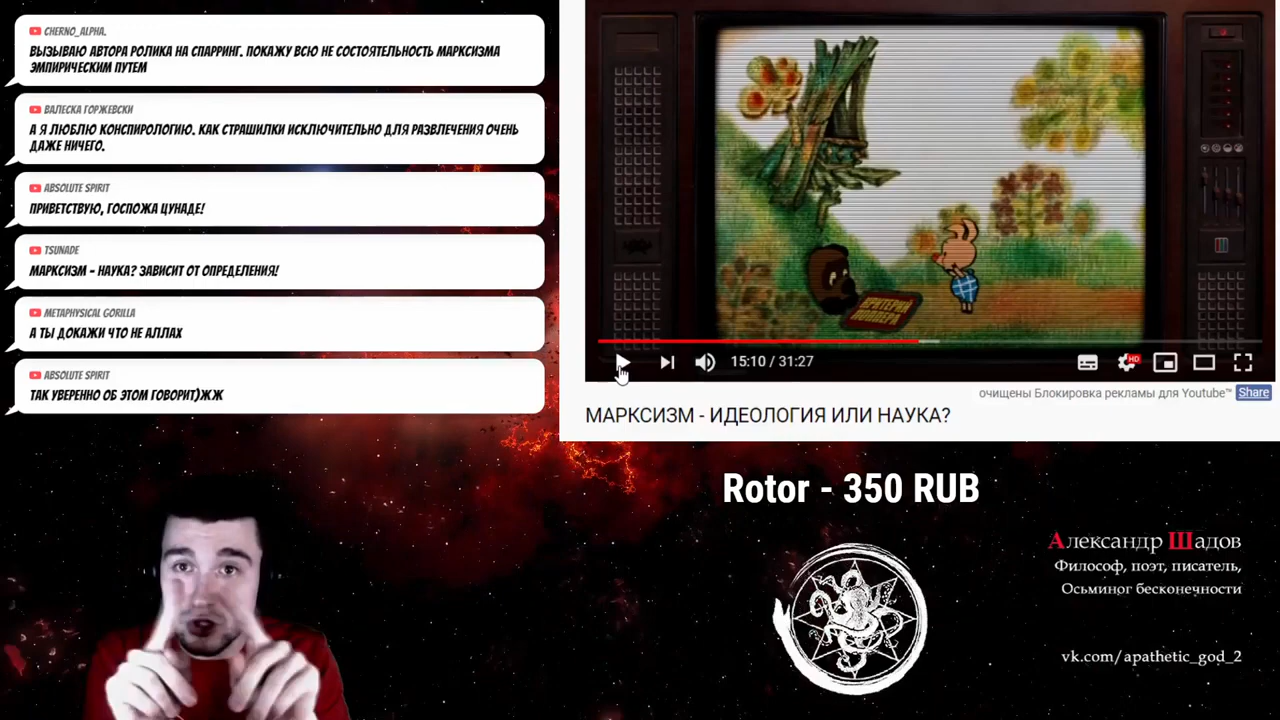 CHERNO_ALPHA.
ВЫЗЫВАЮ АВТОРА РОЛИКА НА СПАРРИНГ. ПОКАЖУ ВСЮ НЕ СОСТОЯТЕЛЬНОСТЬ МАРКСИЗМА
ЭМПИРИЧЕСКИМ ПУТЕМ
ВАЛЕСКА ГОРЖЕВСКИ
А Я ЛЮБЛЮ КОНСПИРОЛОГИЮ. КАК СТРАШИЛКИ ИСКЛЮЧИТЕЛЬНО ДЛЯ РАЗВЛЕЧЕНИЯ ОЧЕНЬ
ДАЖЕ НИЧЕГО.
ABSOLUTE SPIRIT
ПРИВЕТСТВУЮ, ГОСПОЖА ЦУНАДЕ!
TSUNADE
МАРКСИЗМ - НАУКА? ЗАВИСИТ ОТ ОПРЕДЕЛЕНИЯ!
METAPHYSICAL GORILLA
А ТЫ ДОКАЖИ ЧТО НЕ АЛЛАХ
ABSOLUTE SPIRIT
ТАК УВЕРЕННО ОБ ЭТОМ ГОВОРИТ)ЖЖ
КРИТЕРИЙ
ПОППЕРА
15:10 / 31:27
HD
очищены Блокировка рекламы для Youtube™ Share
МАРКСИЗМ - ИДЕОЛОГИЯ ИЛИ НАУКА?
Rotor - 350 RUB
Александр Шадов
Философ, поэт, писатель,
Осьминог бесконечности
vk.com/apathetic_god_2